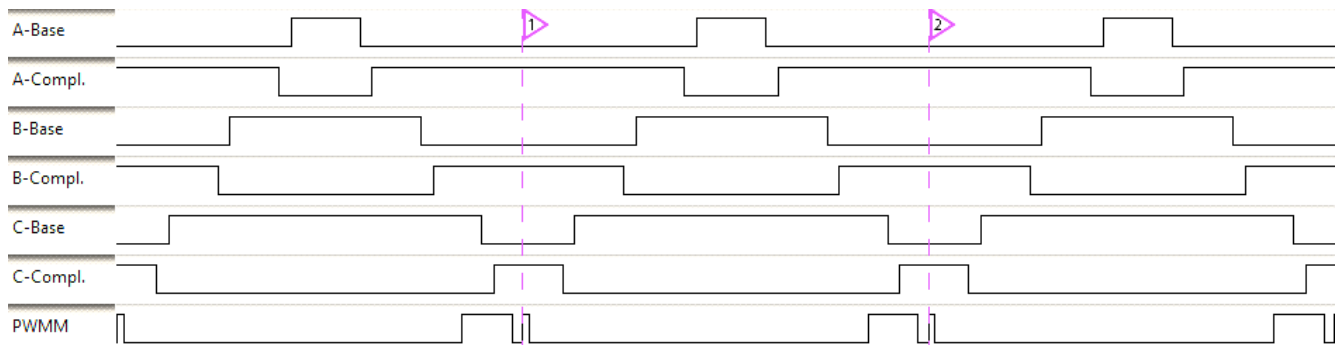 A-Base
1
2
A-Compl.
B-Base
B-Compl.
C-Base
C-Compl.
PWMM